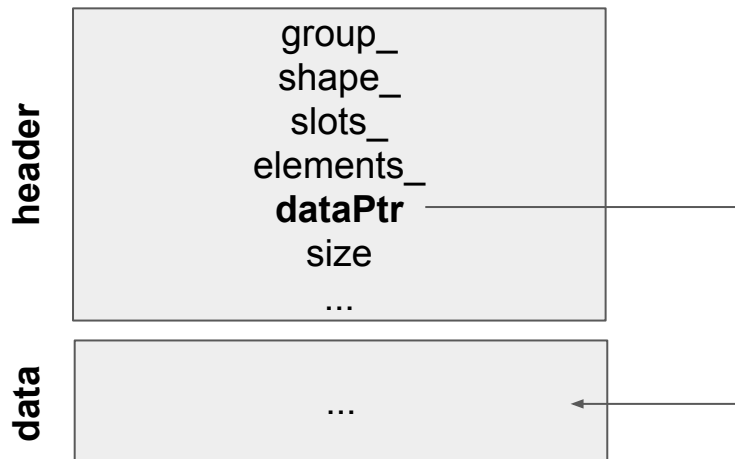 header
group_
shape_
slots_
elements_
dataPtr
size
...
data
...